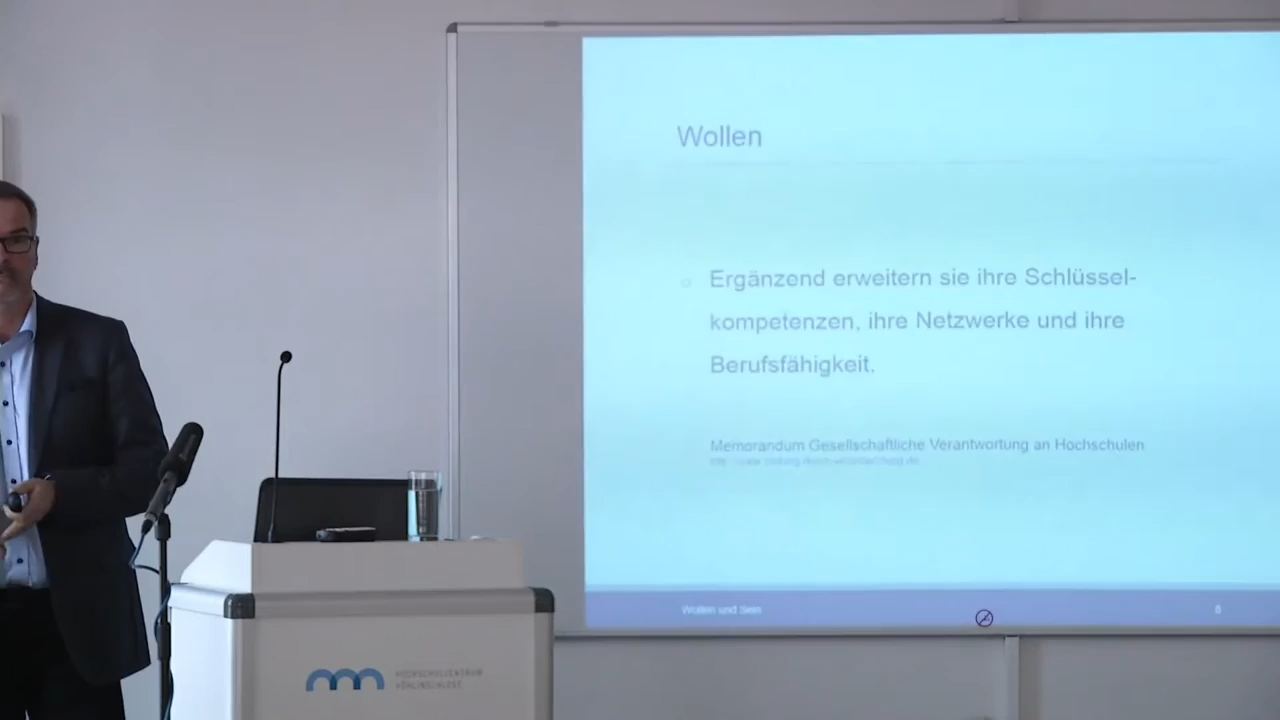 Wollen
Ergänzend erweitern sie ihre Schlüssel-
kompetenzen, ihre Netzwerke und ihre
Berufsfähigkeit.
Memorandum Gesellschaftliche Verantwortung an Hochschulen
Wollen und Sein
HOCHSCHULZENTRUM